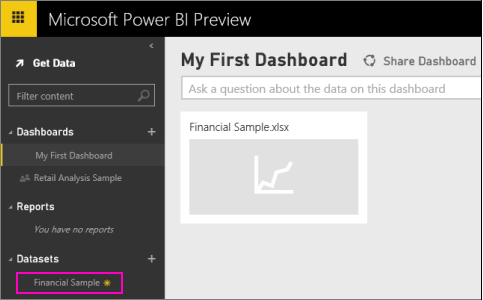 Microsoft Power BI Preview
Get Data
Filter content
Dashboards
My First Dashboard
Retail Analysis Sample
Reports
You have no reports
Datasets
Financial Sample
My First Dashboard
Share Dashboard
Ask a question about the data on this dashboard
Financial Sample.xlsx